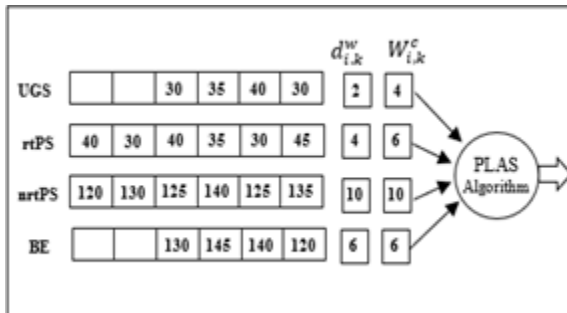 d^w_{i,k} W^c_{i,k}
UGS 30 35 40 30 2 4
rtPS 40 30 40 35 30 45 4 6
nrtPS 120 130 125 140 125 135 10 10
BE 130 145 140 120 6 6
PLAS
Algorithm